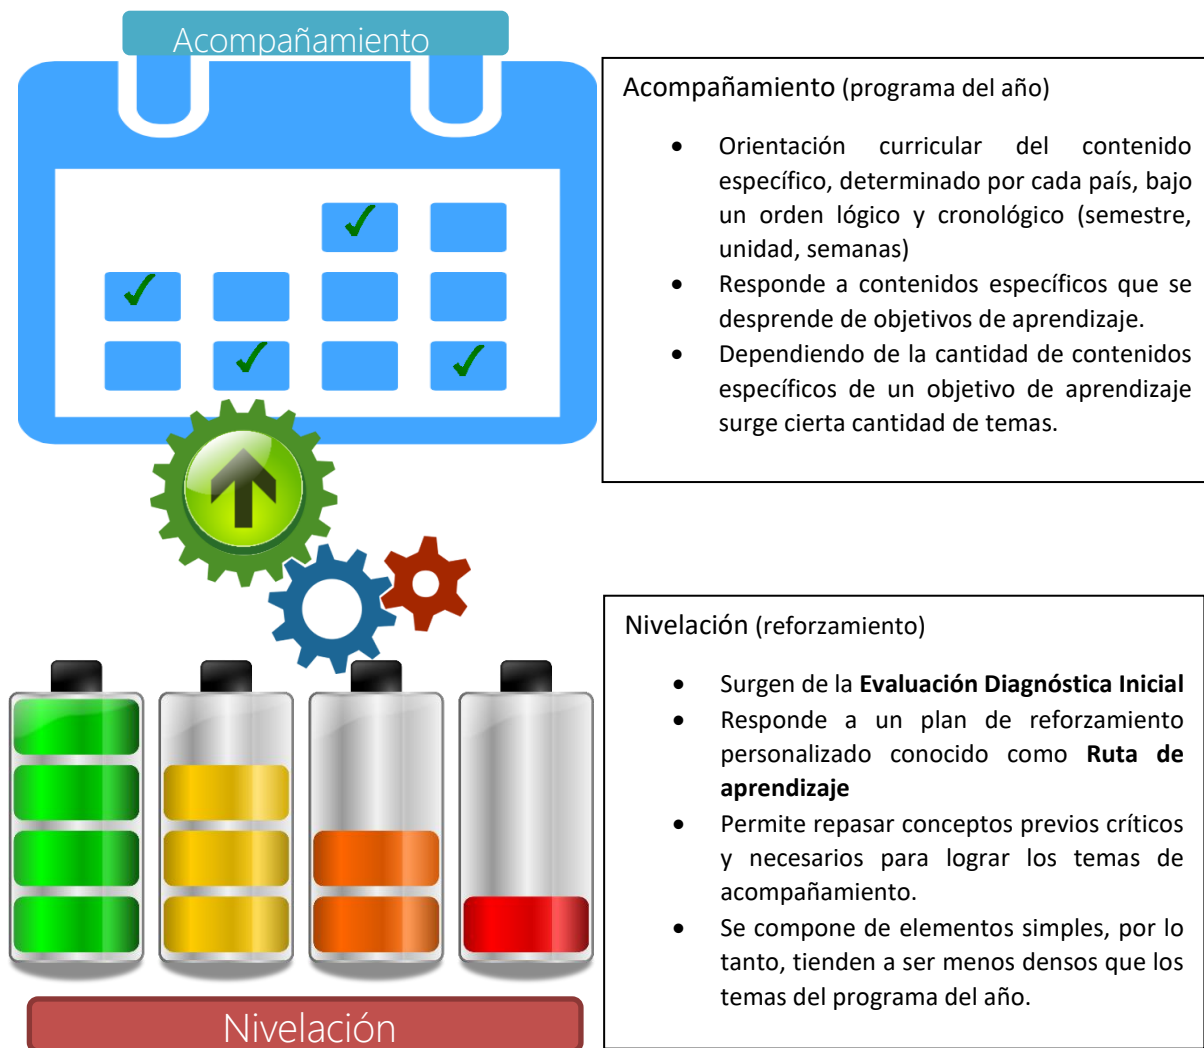 Acompañamiento
Acompañamiento (programa del año)
• Orientación curricular del contenido
específico, determinado por cada país, bajo
un orden lógico y cronológico (semestre,
unidad, semanas)
• Responde a contenidos específicos que se
desprende de objetivos de aprendizaje.
• Dependiendo de la cantidad de contenidos
específicos de un objetivo de aprendizaje
surge cierta cantidad de temas.
Nivelación (reforzamiento)
• Surgen de la Evaluación Diagnóstica Inicial
• Responde a un plan de reforzamiento
personalizado conocido como Ruta de
aprendizaje
• Permite repasar conceptos previos críticos
y necesarios para lograr los temas de
acompañamiento.
• Se compone de elementos simples, por lo
tanto, tienden a ser menos densos que los
temas del programa del año.
Nivelación